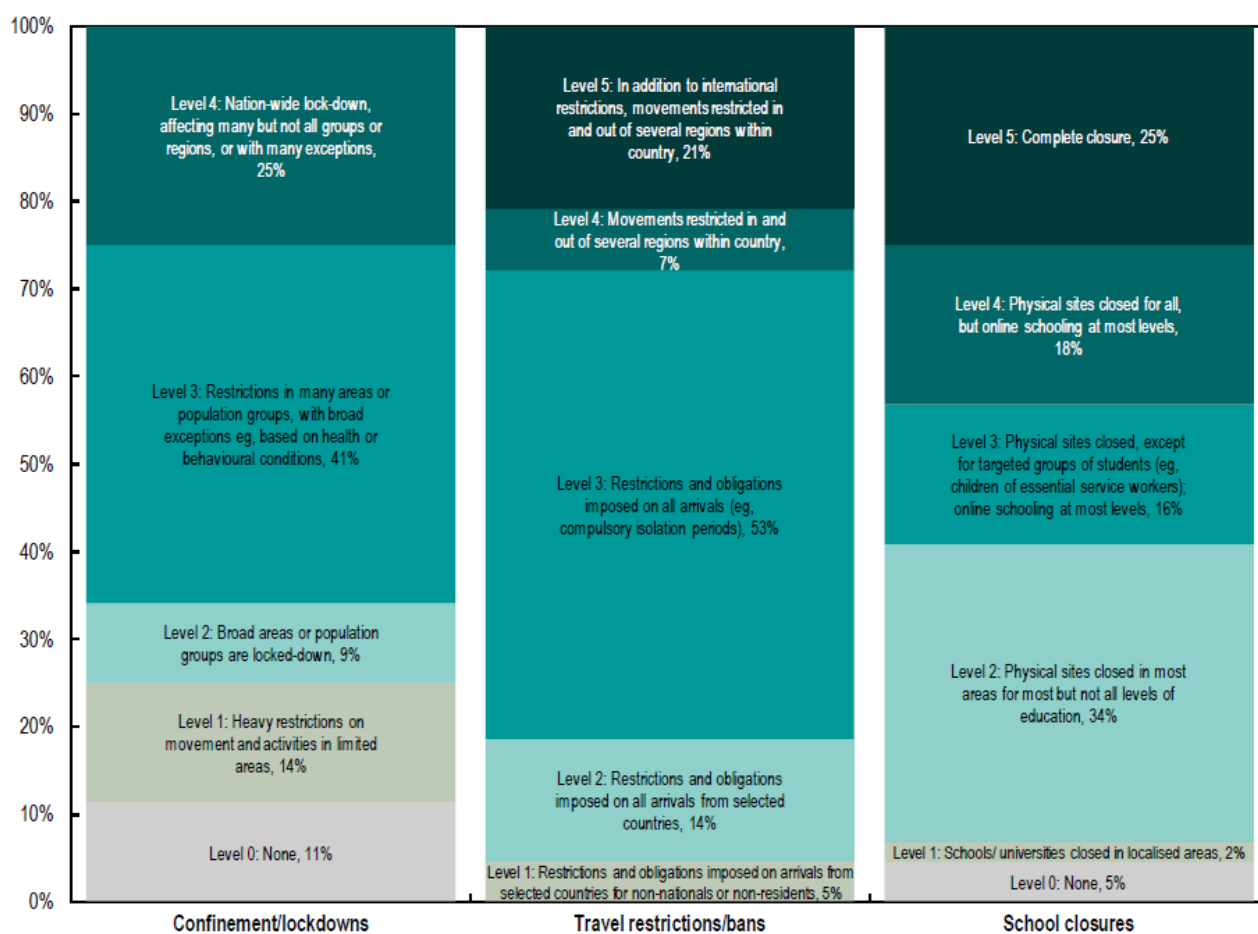 100%
90%
80%
70%
60%
50%
40%
30%
20%
10%
0%
Level 4: Nation-wide lock-down,
affecting many but not all groups or
regions, or with many exceptions,
25%
Level 3: Restrictions in many areas or
population groups, with broad
exceptions eg, based on health or
behavioural conditions, 41%
Level 2: Broad areas or population
groups are locked-down, 9%
Level 1: Heavy restrictions on
movement and activities in limited
areas, 14%
Level 0: None, 11%
Confinement/lockdowns
Level 5: In addition to international
restrictions, movements restricted in
and out of several regions within
country, 21%
Level 4: Movements restricted in and
out of several regions within country,
7%
Level 3: Restrictions and obligations
imposed on all arrivals (eg,
compulsory isolation periods), 53%
Level 2: Restrictions and obligations
imposed on all arrivals from selected
countries, 14%
Level 1: Restrictions and obligations imposed on arrivals from
selected countries for non-nationals or non-residents, 5%
Travel restrictions/bans
Level 5: Complete closure, 25%
Level 4: Physical sites closed for all,
but online schooling at most levels,
18%
Level 3: Physical sites closed, except
for targeted groups of students (eg,
children of essential service workers);
online schooling at most levels, 16%
Level 2: Physical sites closed in most
areas for most but not all levels of
education, 34%
Level 1: Schools/ universities closed in localised areas, 2%
Level 0: None, 5%
School closures